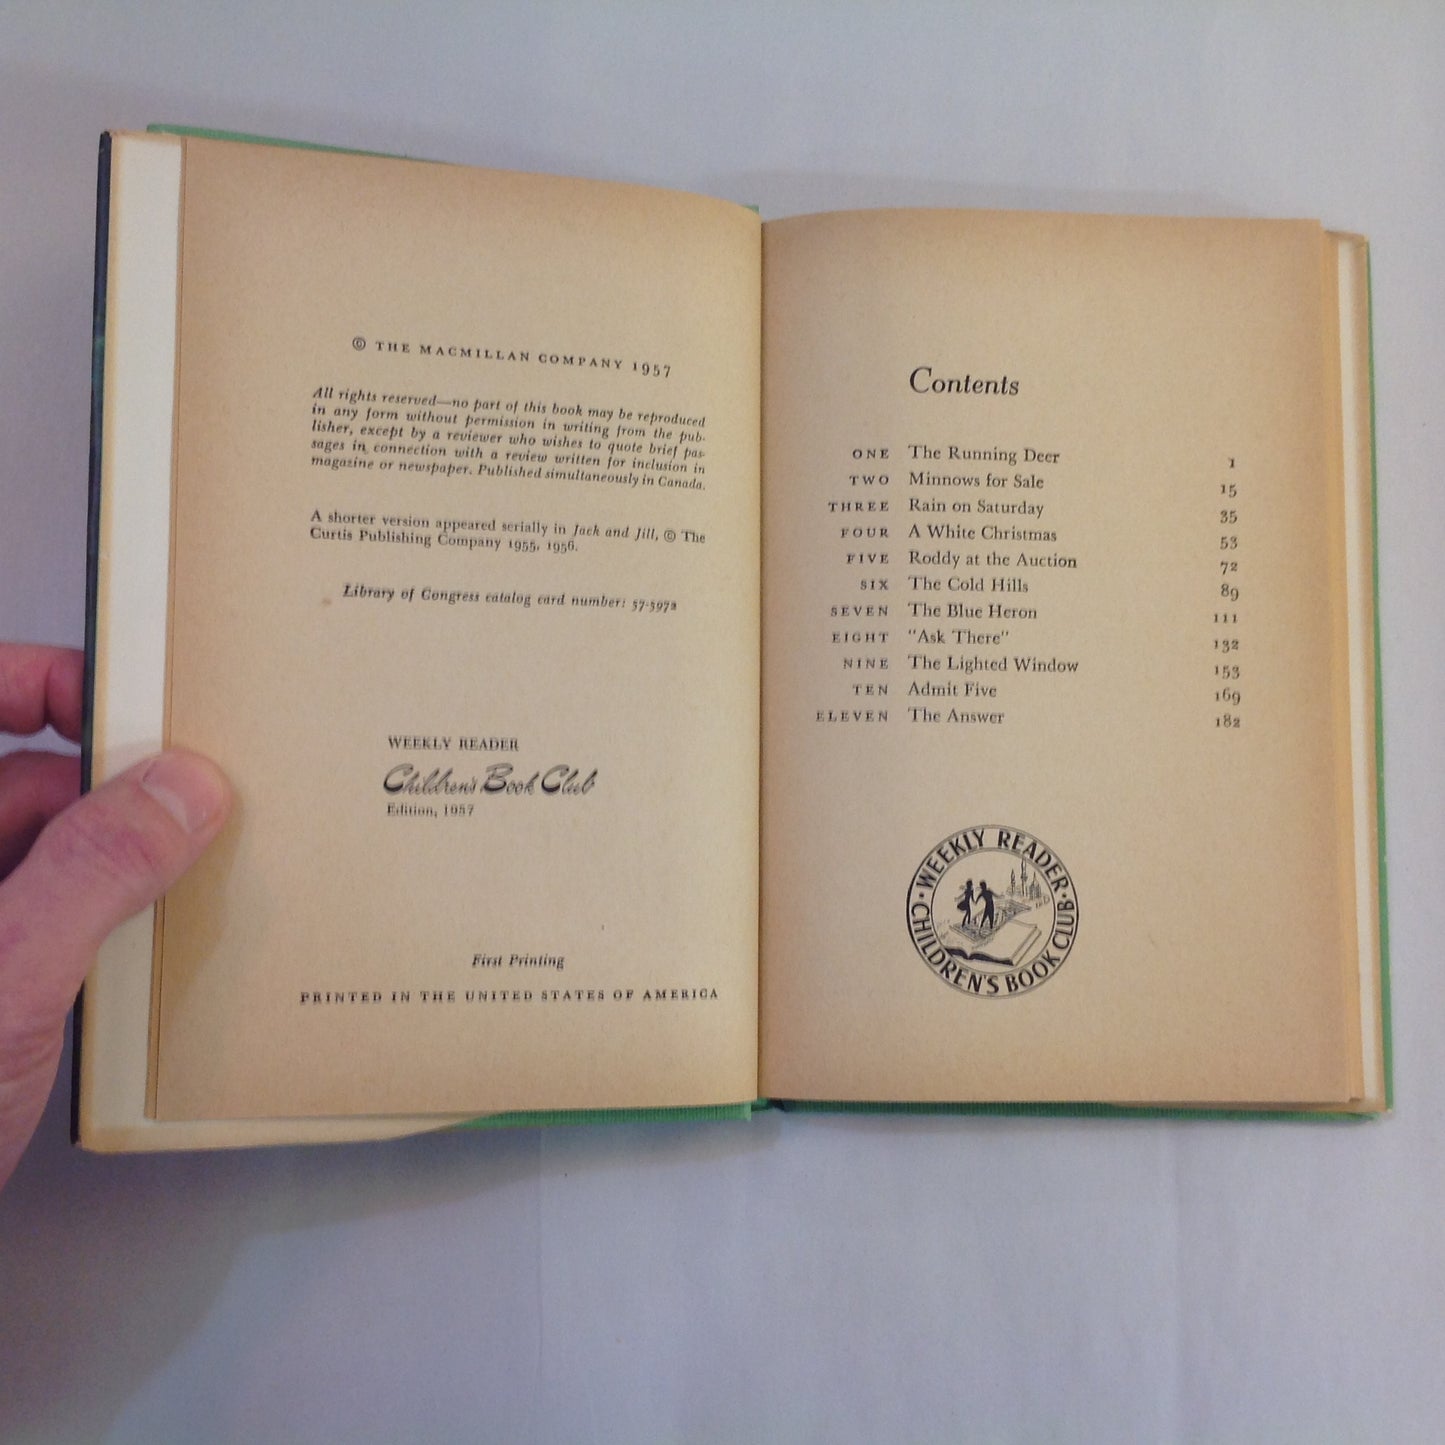 © THE MACMILLAN COMPANY 1957
All rights reserved—no part of this book may be reproduced
in any form without permission in writing from the pub-
lisher, except by a reviewer who wishes to quote brief pas-
sages in connection with a review written for inclusion in
magazine or newspaper. Published simultaneously in Canada.
A shorter version appeared serially in Jack and Jill, © The
Curtis Publishing Company 1955, 1956.
Library of Congress catalog card number: 57-5972
WEEKLY READER
Children's Book Club
Edition, 1957
First Printing
PRINTED IN THE UNITED STATES OF AMERICA
Contents
ONE The Running Deer 1
TWO Minnows for Sale 15
THREE Rain on Saturday 35
FOUR A White Christmas 53
FIVE Roddy at the Auction 72
SIX The Cold Hills 89
SEVEN The Blue Heron 111
EIGHT "Ask There" 132
NINE The Lighted Window 153
TEN Admit Five 169
ELEVEN The Answer 182
· WEEKLY READER ·
CHILDREN'S BOOK CLUB